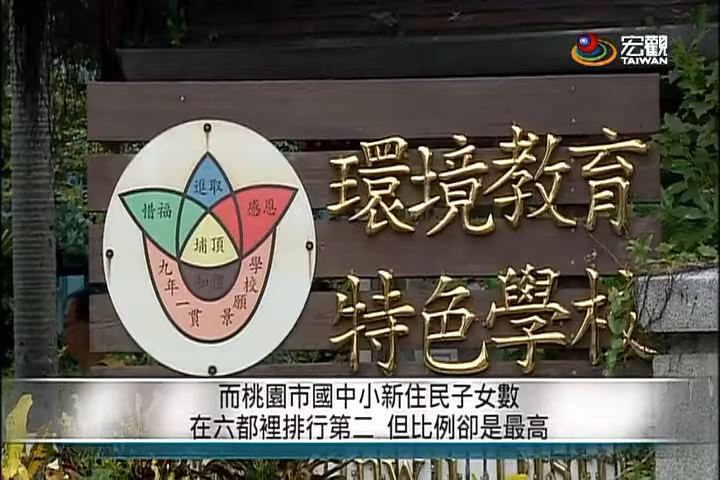 宏觀
TAIWAN
環境教育
特色學校
進取
惜福
感恩
埔頂
知禮
九年一貫
學校願景
而桃園市國中小新住民子女數
在六都裡排行第二 但比例卻是最高